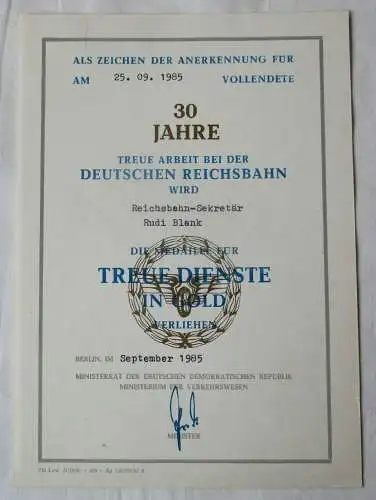 ALS ZEICHEN DER ANERKENNUNG FÜR
AM 25. 09. 1985 VOLLENDETE
30
JAHRE
TREUE ARBEIT BEI DER
DEUTSCHEN REICHSBAHN
WIRD
Reichsbahn-Sekretär
Rudi Blank
DIE MEDAILLE FÜR
TREUE DIENSTE
IN GOLD
VERLIEHEN
BERLIN, IM September 1985
MINISTERRAT DER DEUTSCHEN DEMOKRATISCHEN REPUBLIK
MINISTERIUM FÜR VERKEHRSWESEN
MINISTER